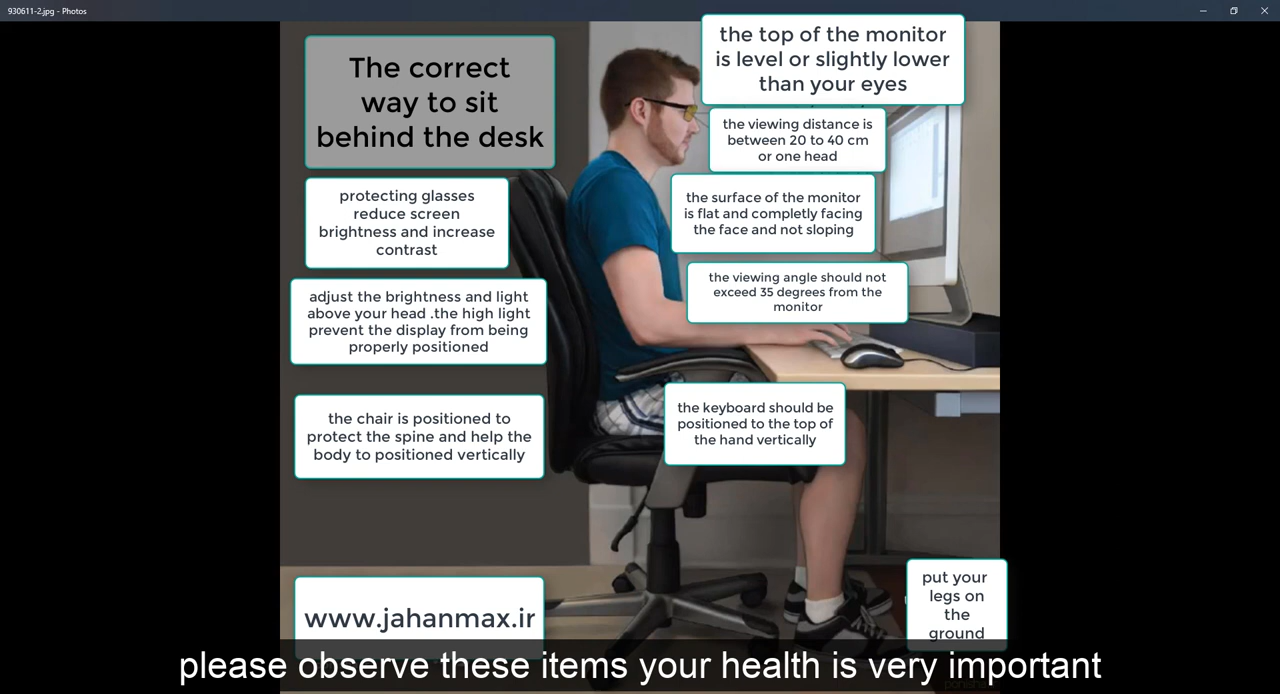 930611-2.jpg - Photos
The correct
way to sit
behind the desk
the top of the monitor
is level or slightly lower
than your eyes
the viewing distance is
between 20 to 40 cm
or one head
protecting glasses
reduce screen
brightness and increase
contrast
the surface of the monitor
is flat and completly facing
the face and not sloping
the viewing angle should not
exceed 35 degrees from the
monitor
adjust the brightness and light
above your head .the high light
prevent the display from being
properly positioned
the chair is positioned to
protect the spine and help the
body to positioned vertically
the keyboard should be
positioned to the top of
the hand vertically
put your
legs on
the
ground
www.jahanmax.ir
please observe these items your health is very important